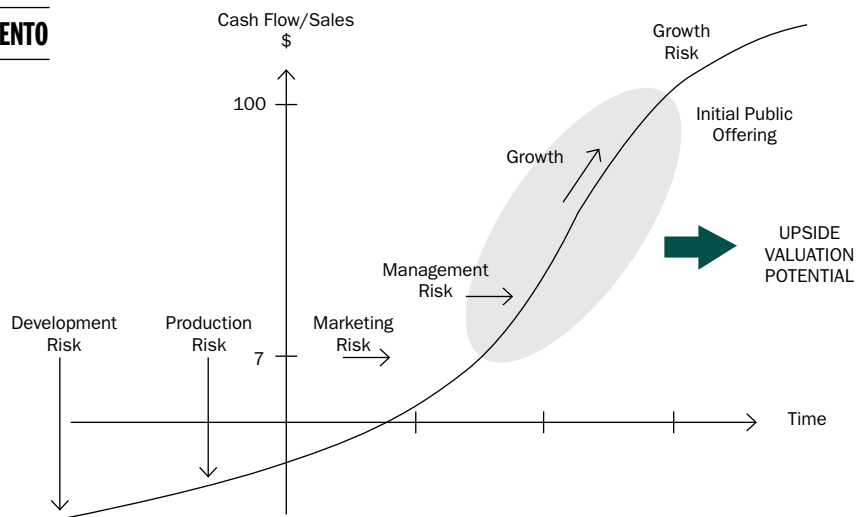 ENTO
Cash Flow/Sales
$
Growth
Risk
100
Initial Public
Offering
Growth
UPSIDE
VALUATION
POTENTIAL
Management
Risk
Development
Risk
Production
Risk
Marketing
Risk
7
Time